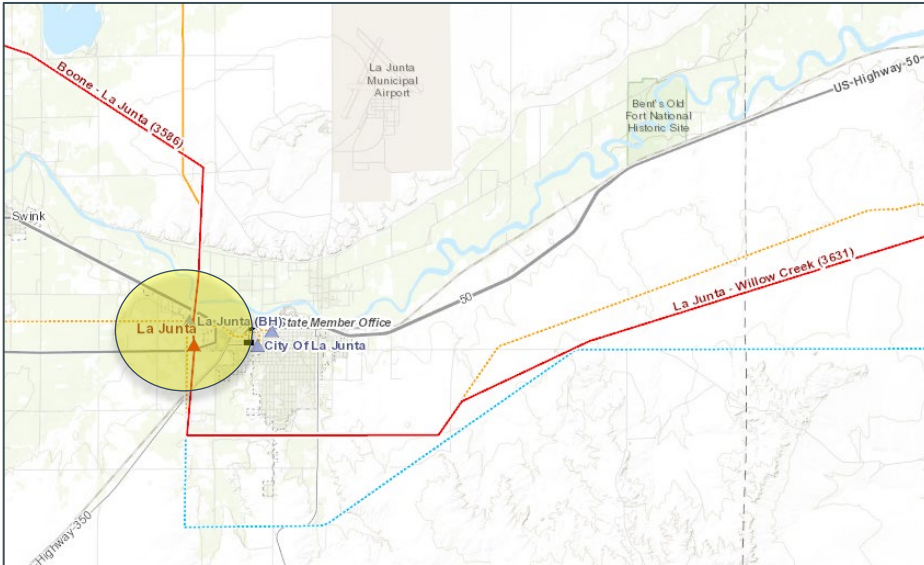 La Junta
Municipal
Airport
Boone - La Junta (3586)
Bent's Old
Fort National
Historic Site
US-Highway-50
Swink
La Junta - Willow Creek (3631)
50
La Junta (BH)
State Member Office
La Junta
City Of La Junta
Highway-350